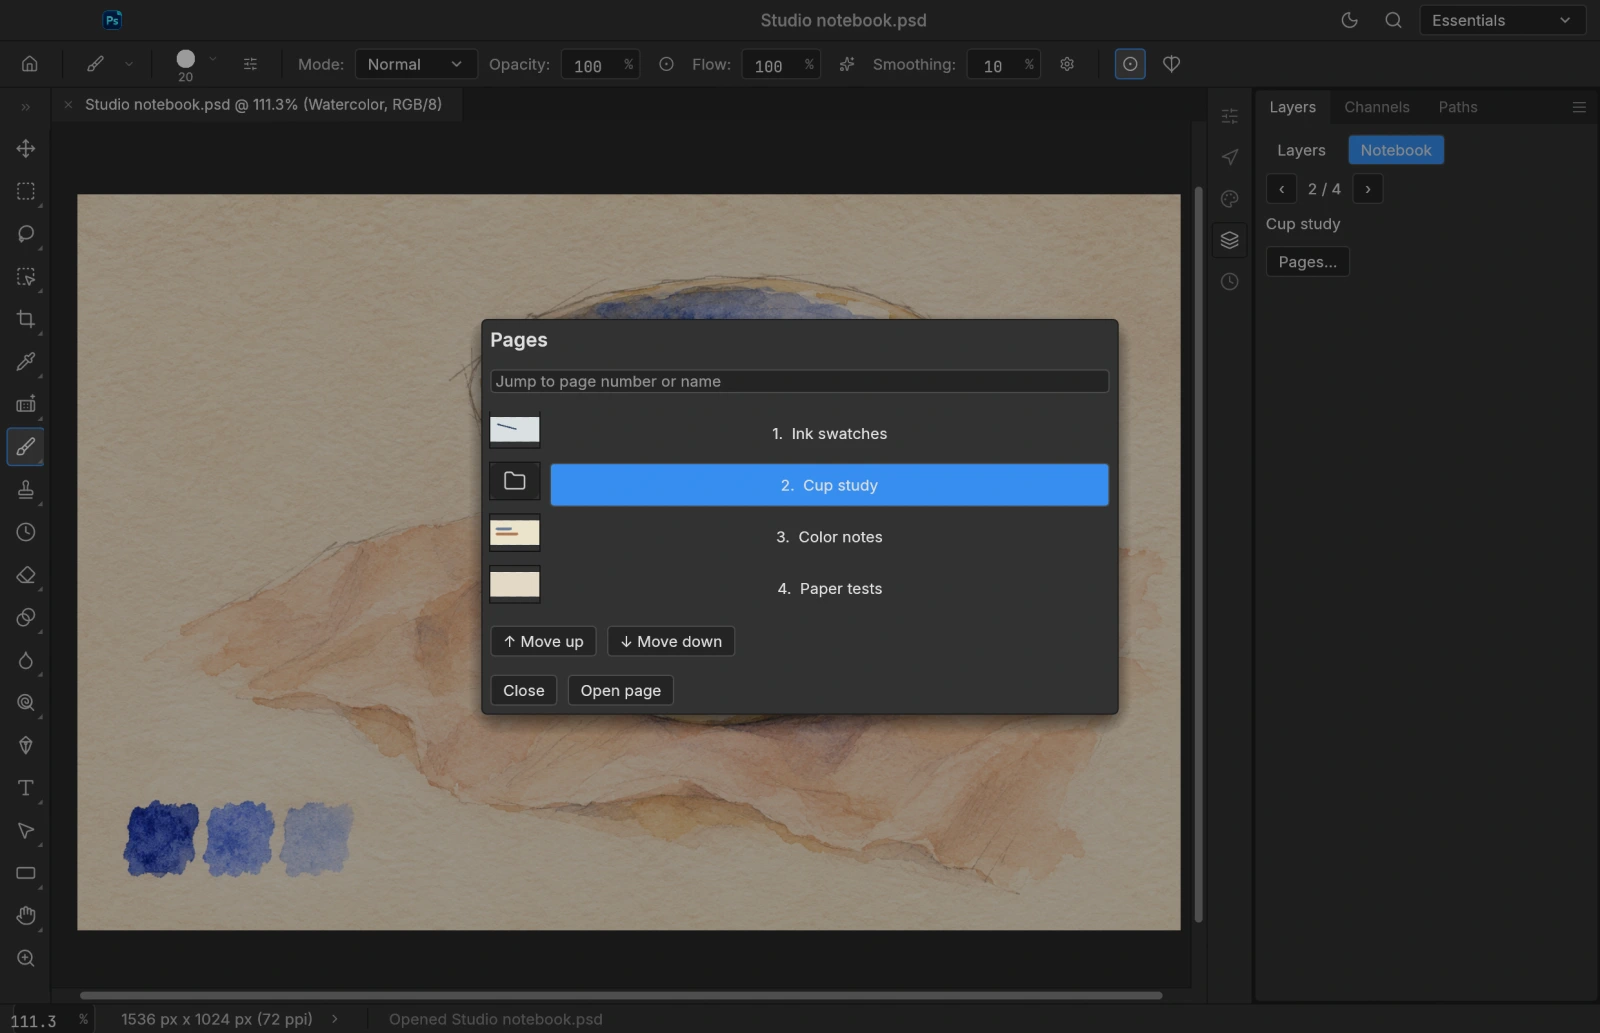 Ps
Studio notebook.psd
Essentials
20
Mode:
Normal
Opacity:
100 %
Flow:
100 %
Smoothing:
10 %
× Studio notebook.psd @ 111.3% (Watercolor, RGB/8)
Layers
Channels
Paths
Layers
Notebook
‹ 2 / 4 ›
Cup study
Pages...
Pages
Jump to page number or name
1. Ink swatches
2. Cup study
3. Color notes
4. Paper tests
↑ Move up
↓ Move down
Close
Open page
T
111.3 %
1536 px x 1024 px (72 ppi)
Opened Studio notebook.psd